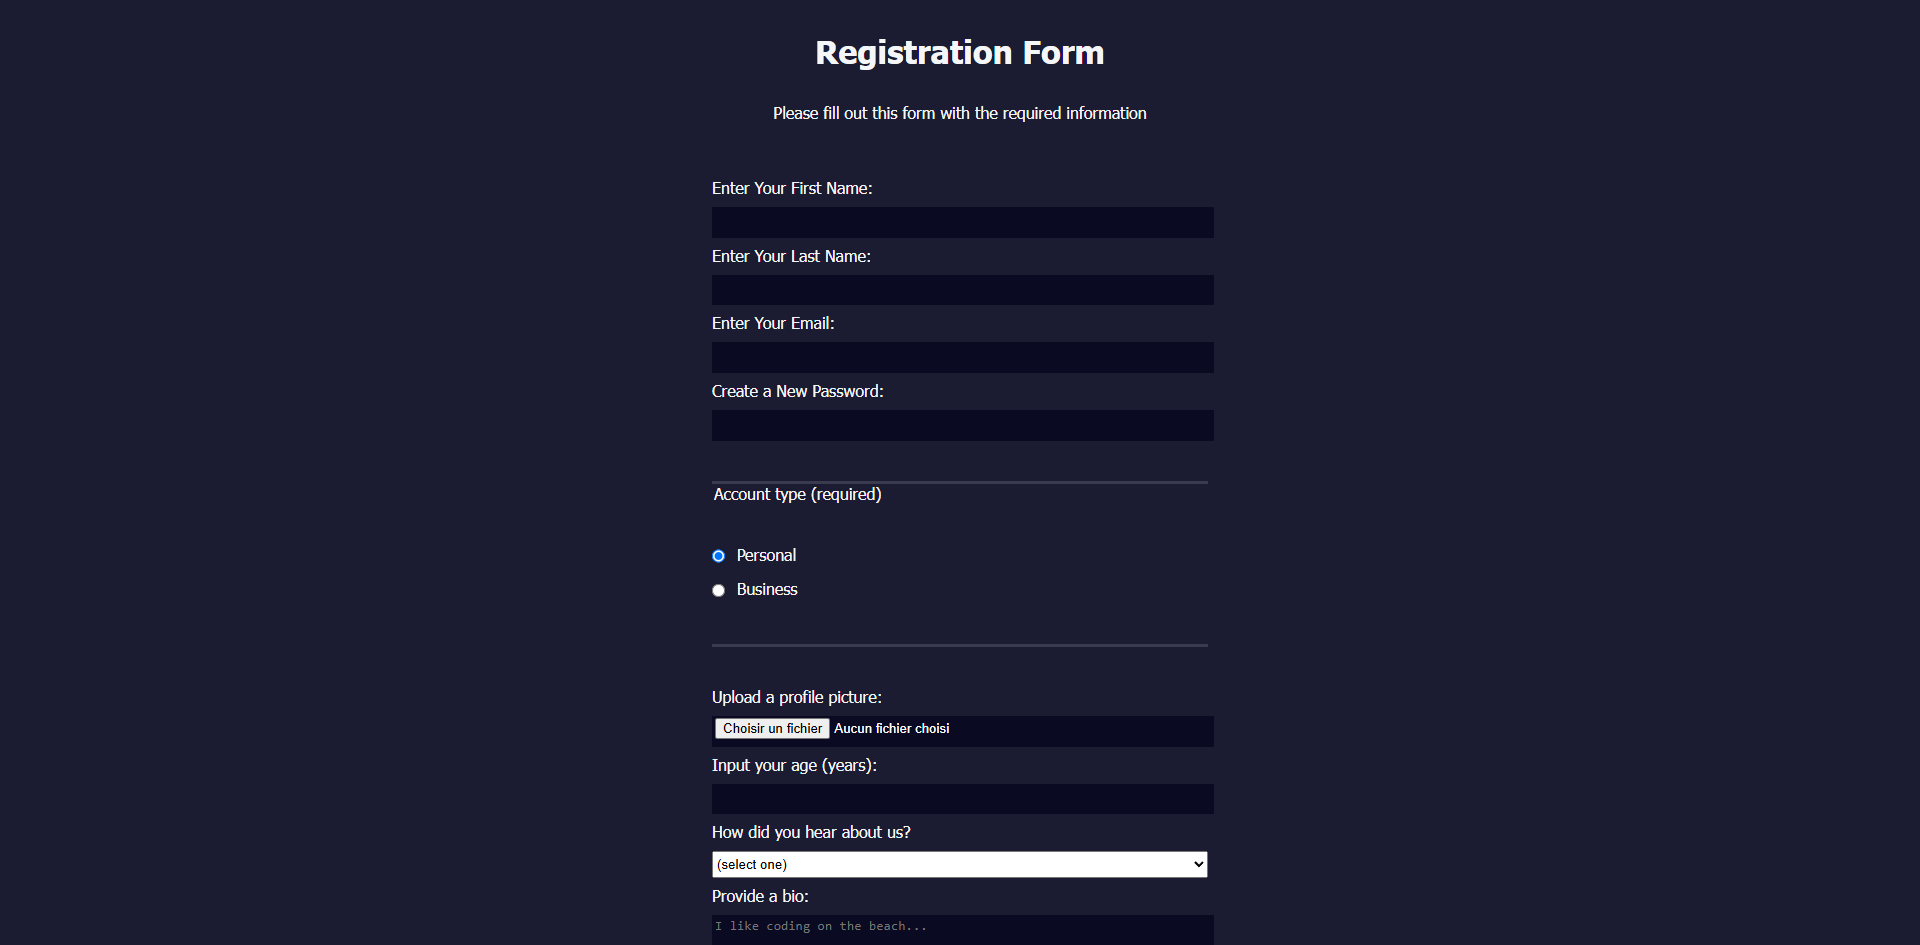 Registration Form
Please fill out this form with the required information
Enter Your First Name:
Enter Your Last Name:
Enter Your Email:
Create a New Password:
Account type (required)
Personal
Business
Upload a profile picture:
Choisir un fichier Aucun fichier choisi
Input your age (years):
How did you hear about us?
(select one)
Provide a bio:
I like coding on the beach...